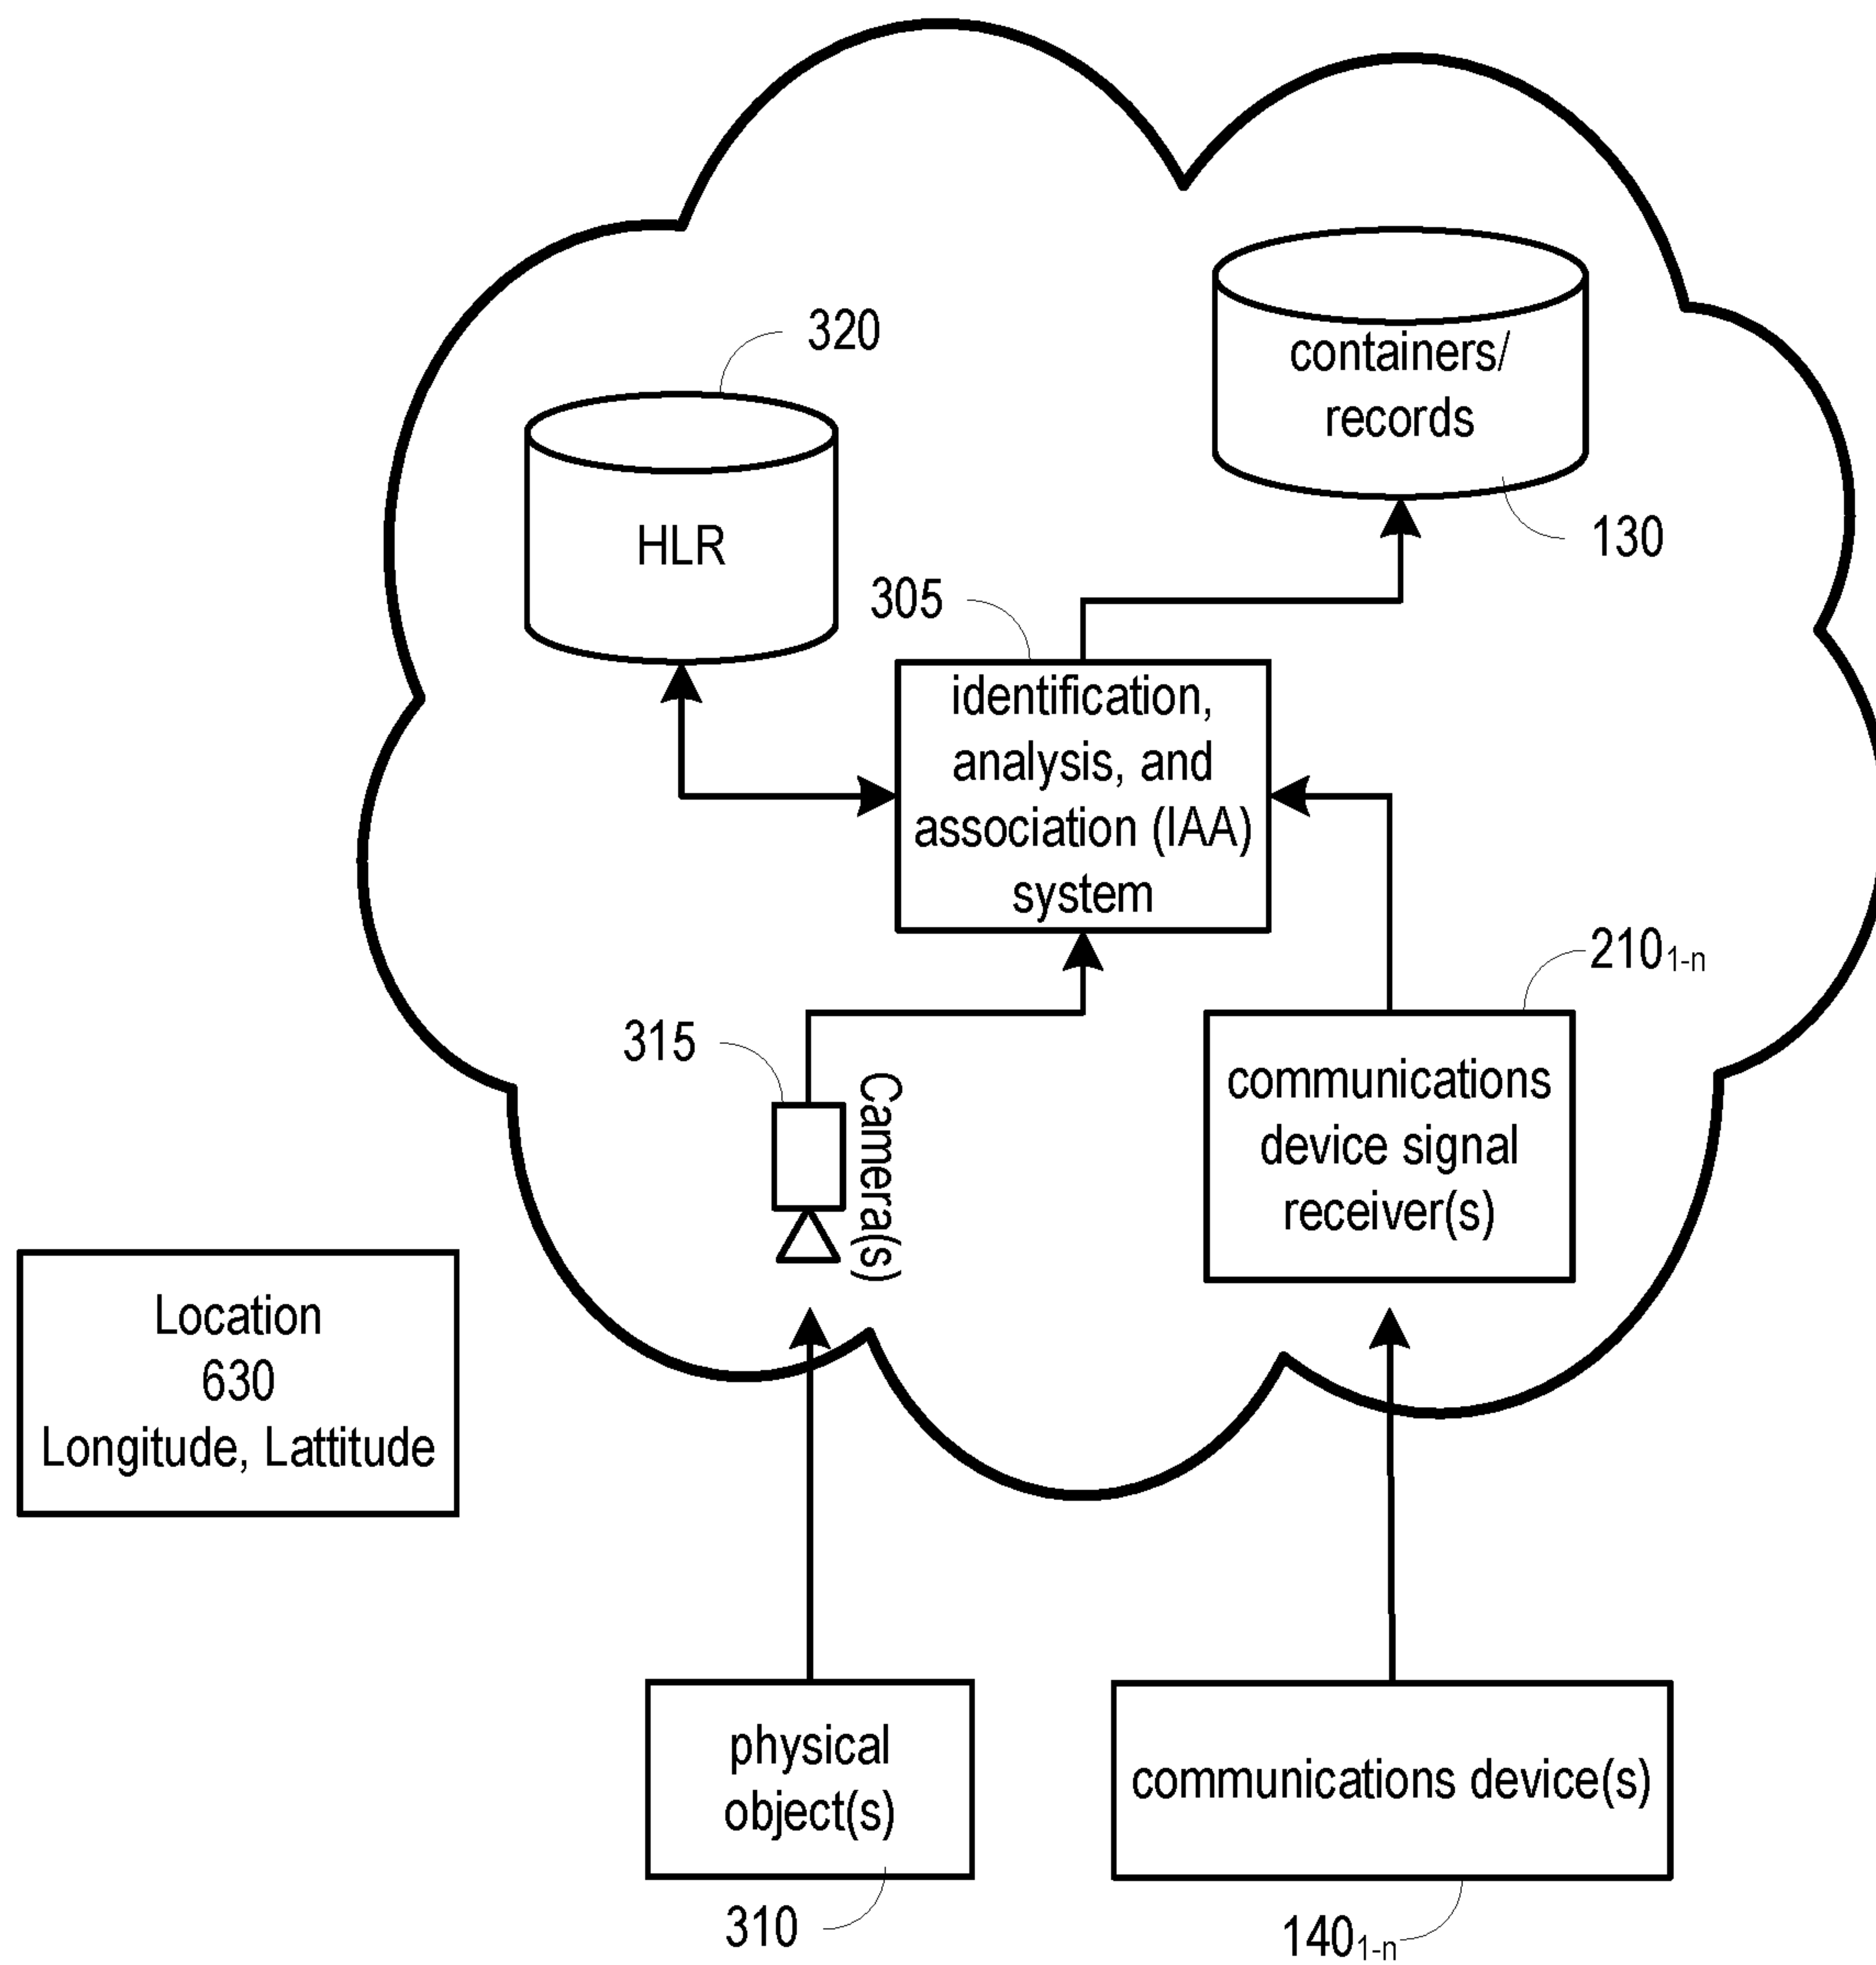 320
containers/
records
HLR
130
305
identification,
analysis, and
association (IAA)
system
210₁₋ₙ
315
Camera(s)
communications
device signal
receiver(s)
Location
630
Longitude, Lattitude
physical
object(s)
communications device(s)
310
140₁₋ₙ